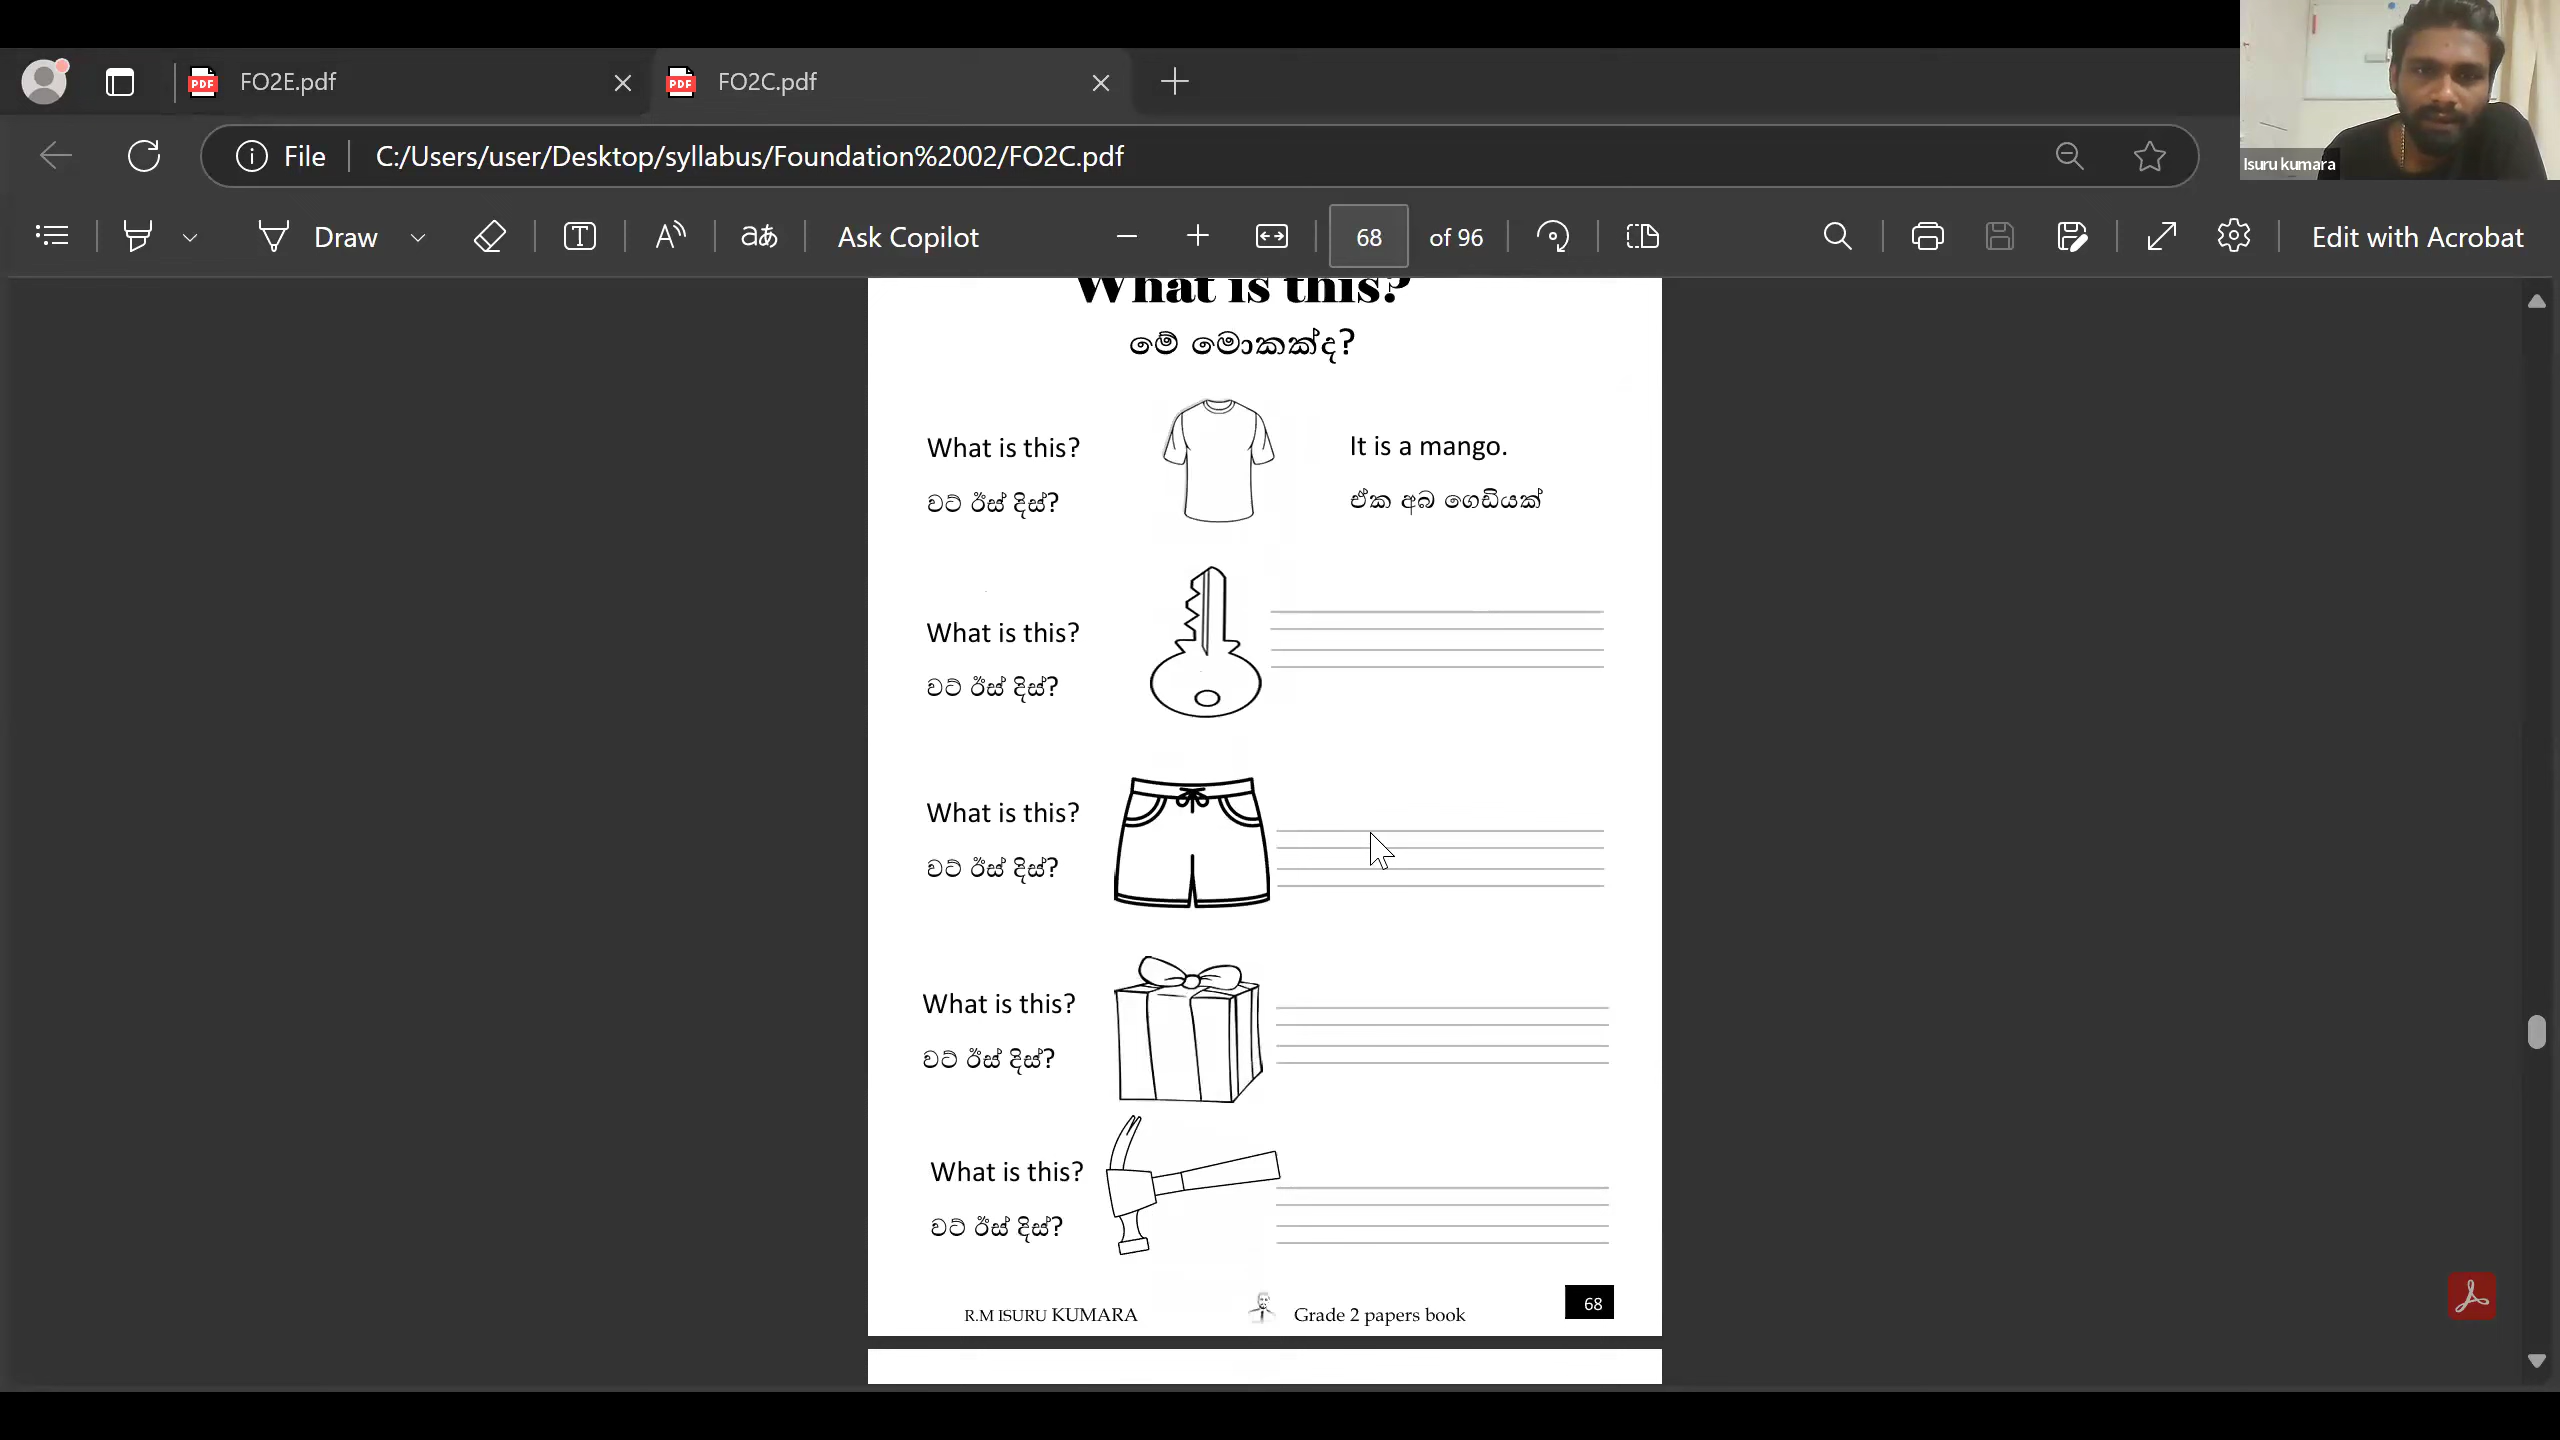 FO2E.pdf
FO2C.pdf
File
C:/Users/user/Desktop/syllabus/Foundation%2002/FO2C.pdf
Isuru kumara
Draw
Ask Copilot
68 of 96
Edit with Acrobat
What is this?
මේ මොකක්ද?
What is this?
It is a mango.
වට් ඊස් දිස්?
ඒක අබ ගෙඩියක්
What is this?
වට් ඊස් දිස්?
What is this?
වට් ඊස් දිස්?
What is this?
වට් ඊස් දිස්?
What is this?
වට් ඊස් දිස්?
R.M ISURU KUMARA
Grade 2 papers book
68